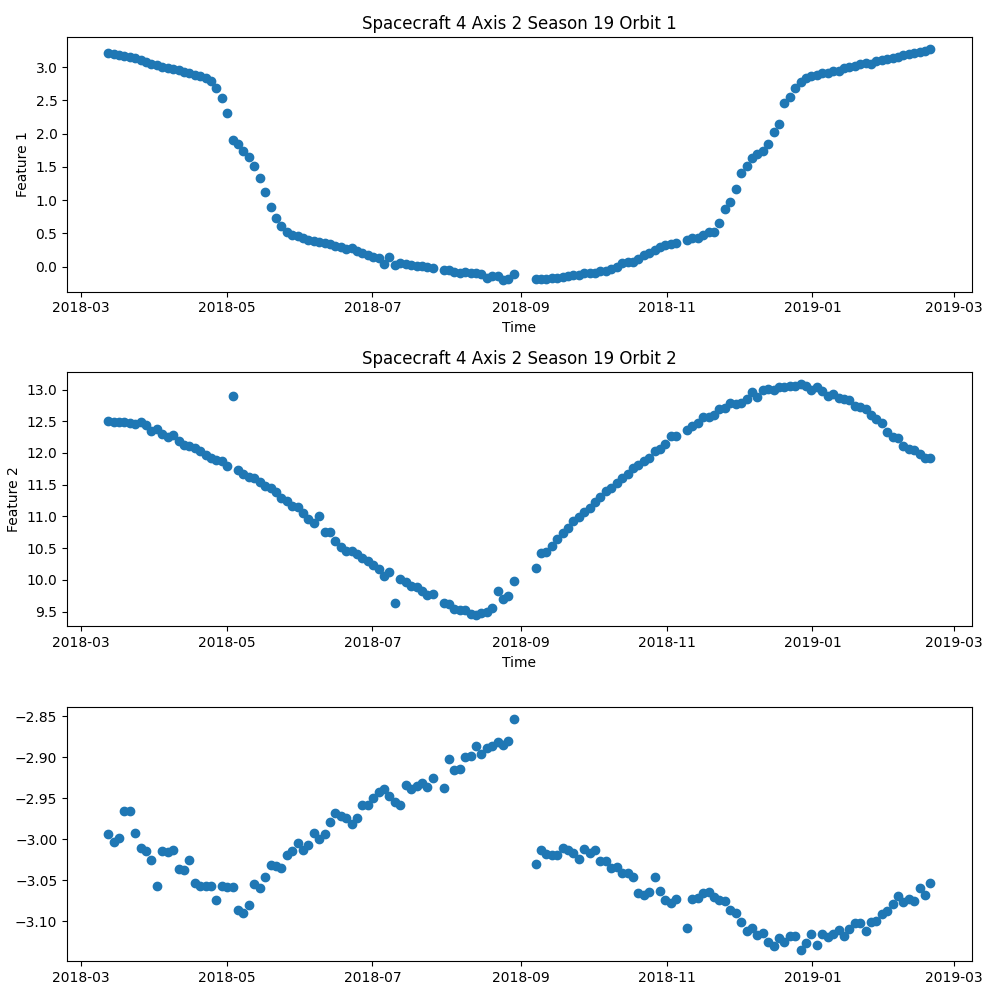 Spacecraft 4 Axis 2 Season 19 Orbit 1
Feature 1
3.0
2.5
2.0
1.5
1.0
0.5
0.0
2018-03 2018-05 2018-07 2018-09 2018-11 2019-01 2019-03
Time
Spacecraft 4 Axis 2 Season 19 Orbit 2
Feature 2
13.0
12.5
12.0
11.5
11.0
10.5
10.0
9.5
2018-03 2018-05 2018-07 2018-09 2018-11 2019-01 2019-03
Time
−2.85
−2.90
−2.95
−3.00
−3.05
−3.10
2018-03 2018-05 2018-07 2018-09 2018-11 2019-01 2019-03